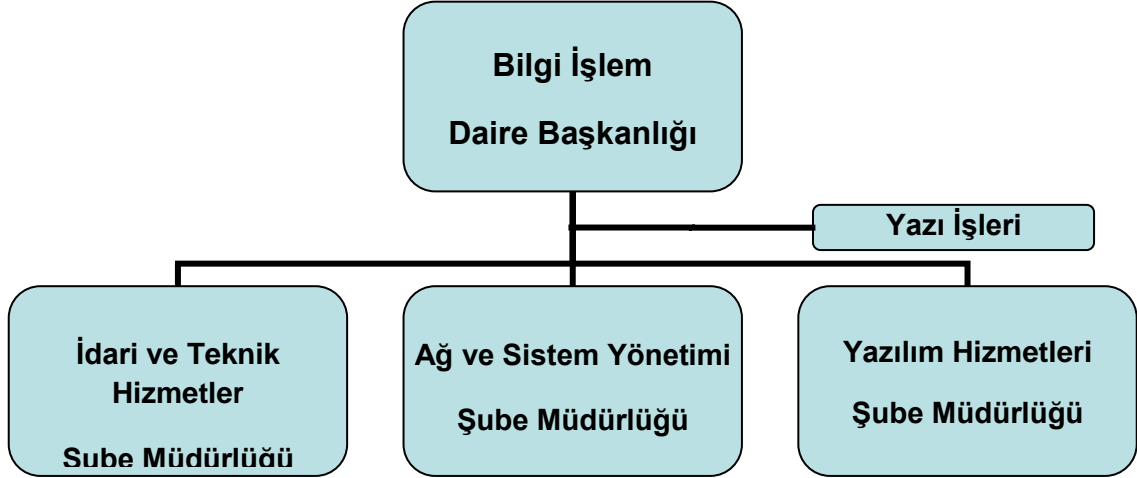 Bilgi İşlem
Daire Başkanlığı
Yazı İşleri
İdari ve Teknik
Hizmetler
Şube Müdürlüğü
Ağ ve Sistem Yönetimi
Şube Müdürlüğü
Yazılım Hizmetleri
Şube Müdürlüğü